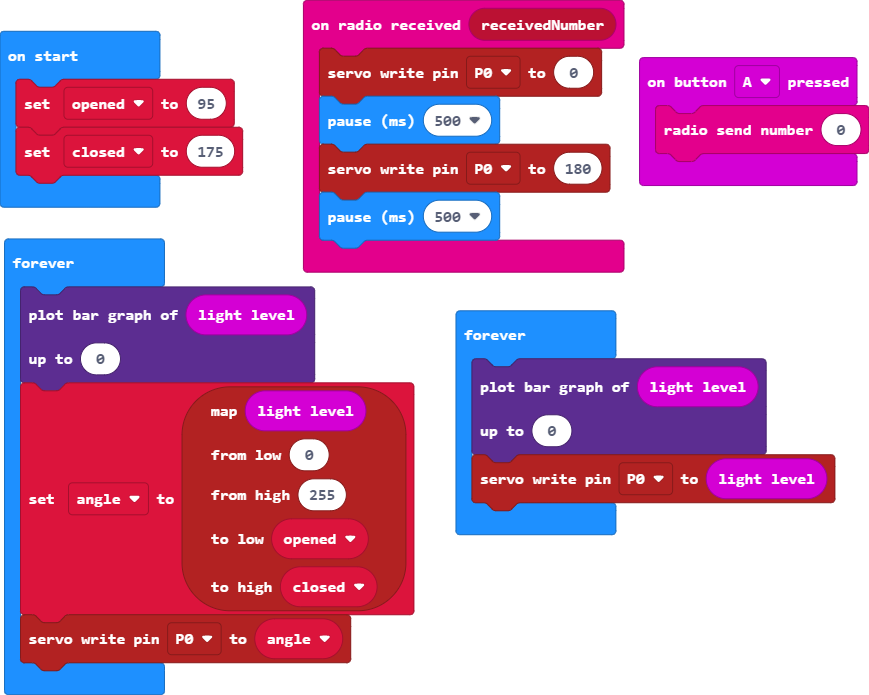 on start
set opened to 95
set closed to 175
on radio received receivedNumber
servo write pin P0 to 0
pause (ms) 500
servo write pin P0 to 180
pause (ms) 500
on button A pressed
radio send number 0
forever
plot bar graph of light level
up to 0
set angle to
map light level
from low 0
from high 255
to low opened
to high closed
servo write pin P0 to angle
forever
plot bar graph of light level
up to 0
servo write pin P0 to light level